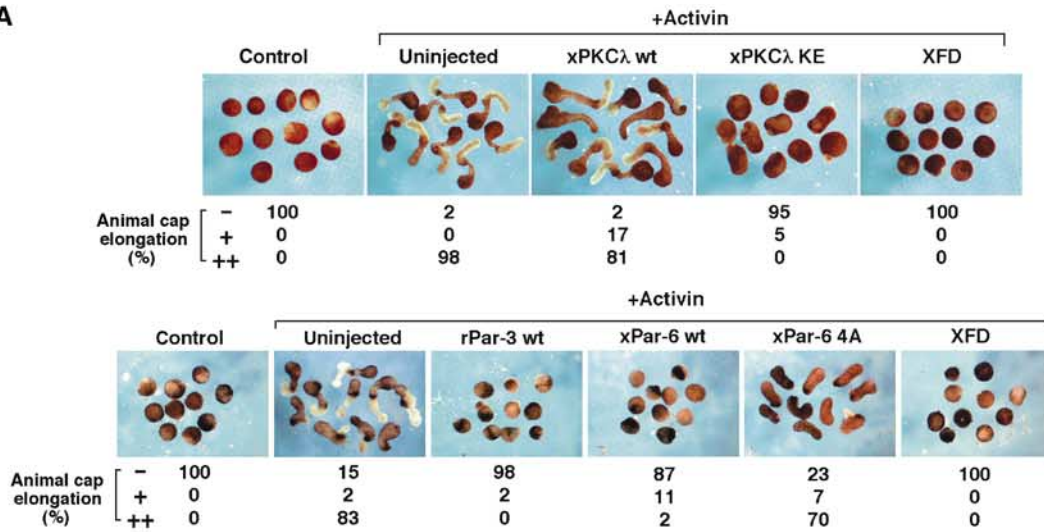 A
+Activin
Control Uninjected xPKCλ wt xPKCλ KE XFD
Animal cap elongation (%)
− 100 2 2 95 100
+ 0 0 17 5 0
++ 0 98 81 0 0
+Activin
Control Uninjected rPar-3 wt xPar-6 wt xPar-6 4A XFD
Animal cap elongation (%)
− 100 15 98 87 23 100
+ 0 2 2 11 7 0
++ 0 83 0 2 70 0